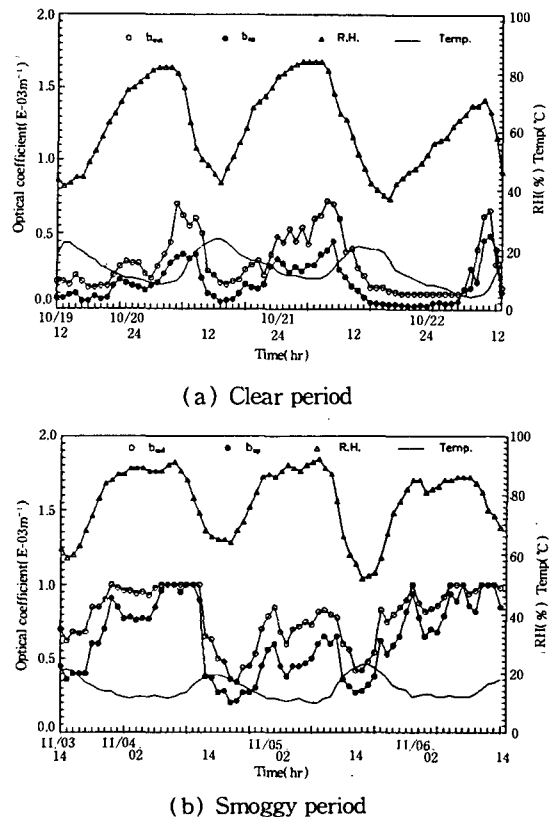 b_ext b_sp R.H. Temp.
2.0 1.5 1.0 0.5 0.0
Optical coefficient(E-03m⁻¹)
100 80 60 40 20 0
RH(%) Temp(℃)
10/19 10/20 10/21 10/22
12 24 12 24 12 24 12
Time(hr)
(a) Clear period
b_ext b_sp R.H. Temp.
2.0 1.5 1.0 0.5 0.0
Optical coefficient(E-03m⁻¹)
100 80 60 40 20 0
RH(%) Temp(℃)
11/03 11/04 11/05 11/06
14 02 14 02 14 02 14
Time(hr)
(b) Smoggy period